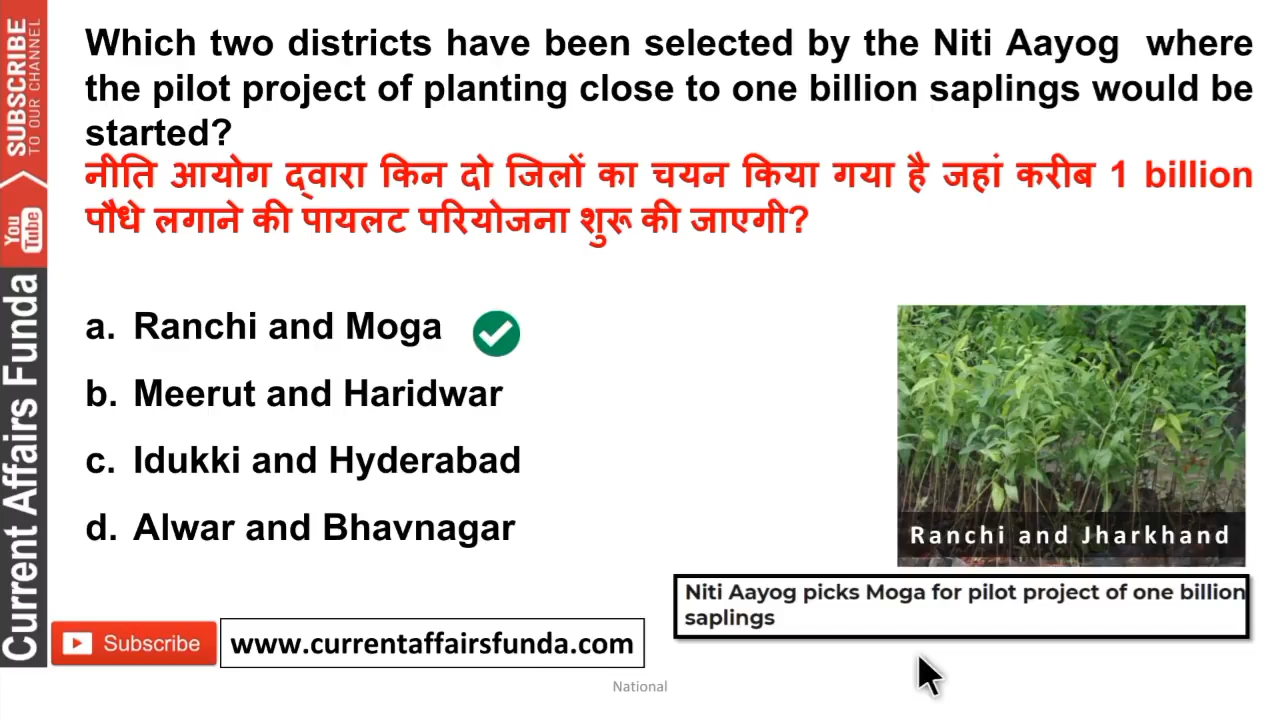 SUBSCRIBE
TO OUR CHANNEL
You
Tube
Current Affairs Funda
Which two districts have been selected by the Niti Aayog where
the pilot project of planting close to one billion saplings would be
started?
नीति आयोग द्वारा किन दो जिलों का चयन किया गया है जहां करीब 1 billion
पौधे लगाने की पायलट परियोजना शुरू की जाएगी?
a. Ranchi and Moga
b. Meerut and Haridwar
c. Idukki and Hyderabad
d. Alwar and Bhavnagar
Ranchi and Jharkhand
Niti Aayog picks Moga for pilot project of one billion
saplings
Subscribe
www.currentaffairsfunda.com
National